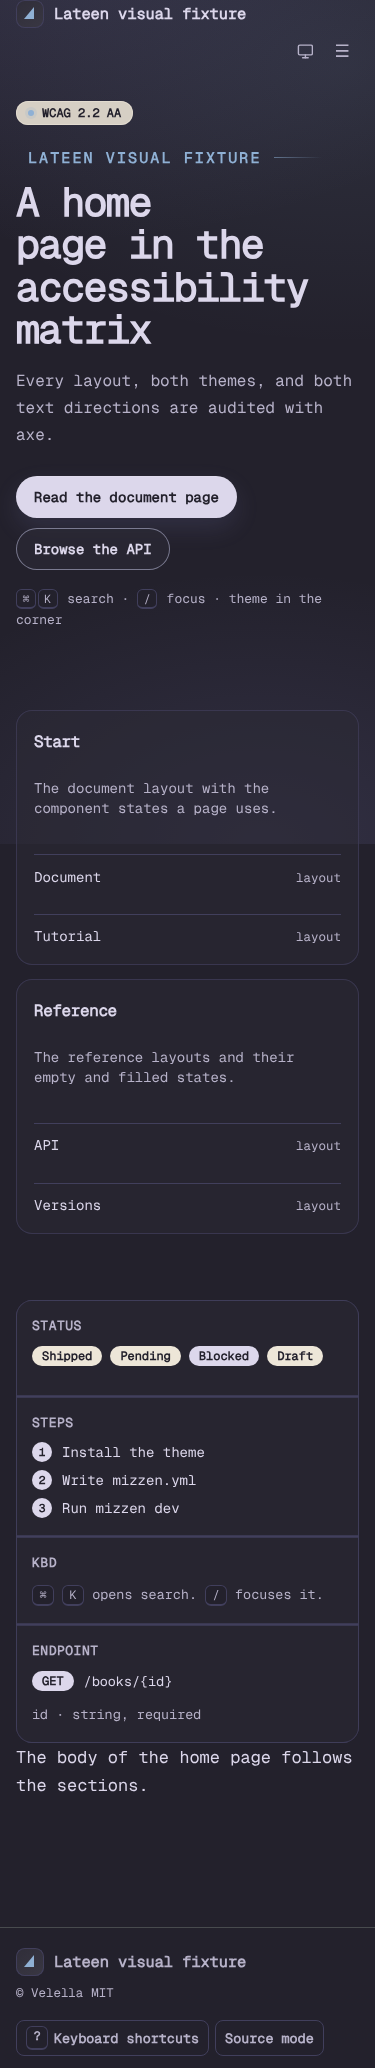 Lateen visual fixture
WCAG 2.2 AA
LATEEN VISUAL FIXTURE
A home
page in the
accessibility
matrix
Every layout, both themes, and both
text directions are audited with
axe.
Read the document page
Browse the API
⌘ K search · / focus · theme in the
corner
Start
The document layout with the
component states a page uses.
Document layout
Tutorial layout
Reference
The reference layouts and their
empty and filled states.
API layout
Versions layout
STATUS
Shipped Pending Blocked Draft
STEPS
1 Install the theme
2 Write mizzen.yml
3 Run mizzen dev
KBD
⌘ K opens search. / focuses it.
ENDPOINT
GET /books/{id}
id · string, required
The body of the home page follows
the sections.
Lateen visual fixture
© Velella MIT
? Keyboard shortcuts Source mode